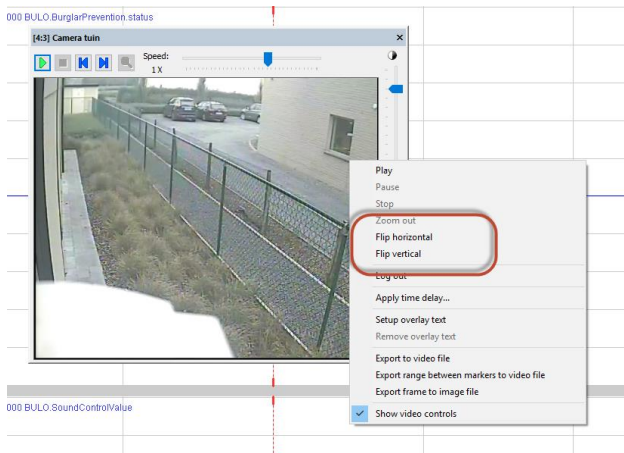 000 BULO.BurglarPrevention.status
[4:3] Camera tuin
Speed:
1 X
Play
Pause
Stop
Zoom out
Flip horizontal
Flip vertical
Log out
Apply time delay...
Setup overlay text
Remove overlay text
Export to video file
Export range between markers to video file
Export frame to image file
Show video controls
000 BULO.SoundControlValue